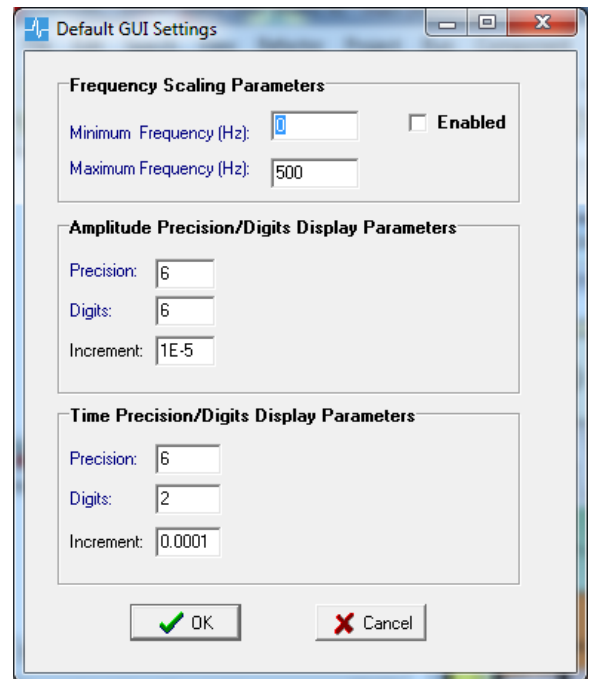 Default GUI Settings
Frequency Scaling Parameters
Minimum Frequency (Hz): 0 Enabled
Maximum Frequency (Hz): 500
Amplitude Precision/Digits Display Parameters
Precision: 6
Digits: 6
Increment: 1E-5
Time Precision/Digits Display Parameters
Precision: 6
Digits: 2
Increment: 0.0001
OK Cancel